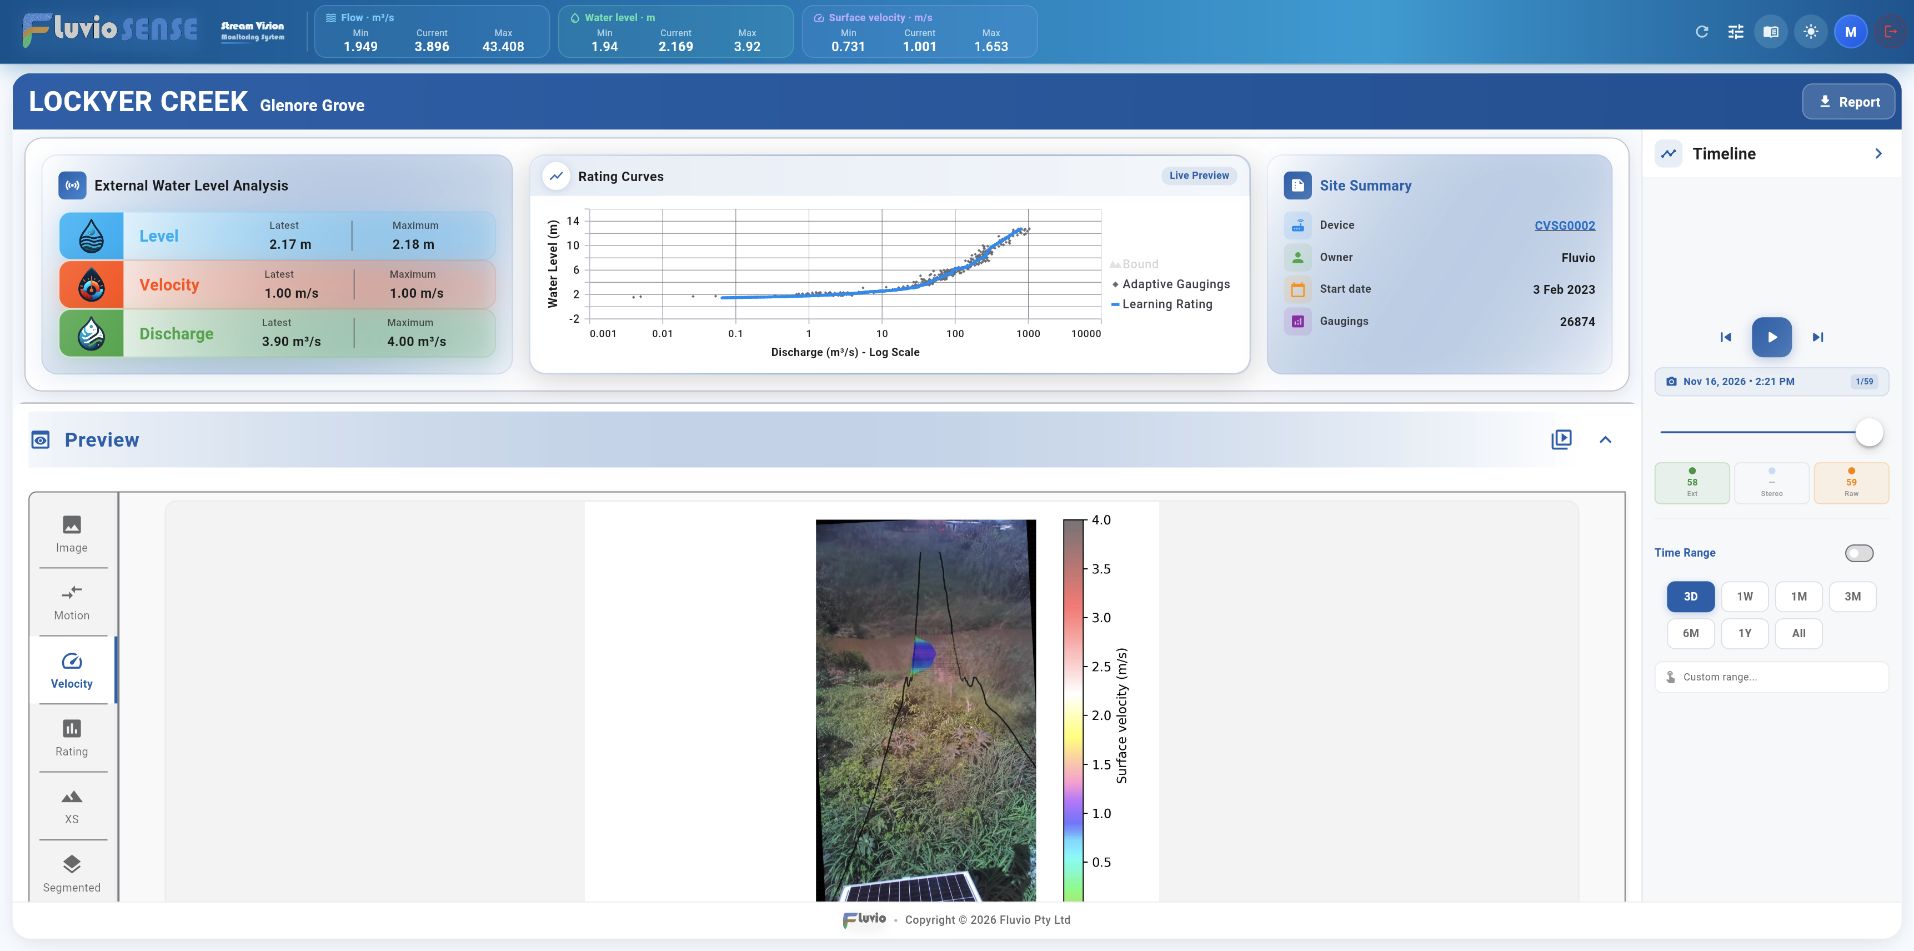 Fluvio SENSE
Stream Vision
Monitoring System
Flow · m³/s
Min Current Max
1.949 3.896 43.408
Water level · m
Min Current Max
1.94 2.169 3.92
Surface velocity · m/s
Min Current Max
0.731 1.001 1.653
M
LOCKYER CREEK Glenore Grove
Report
External Water Level Analysis
Level
Latest Maximum
2.17 m 2.18 m
Velocity
Latest Maximum
1.00 m/s 1.00 m/s
Discharge
Latest Maximum
3.90 m³/s 4.00 m³/s
Rating Curves
Live Preview
Water Level (m)
14
10
6
2
-2
0.001 0.01 0.1 1 10 100 1000 10000
Discharge (m³/s) - Log Scale
Bound
Adaptive Gaugings
Learning Rating
Site Summary
Device CVSG0002
Owner Fluvio
Start date 3 Feb 2023
Gaugings 26874
Timeline
Nov 16, 2026 • 2:21 PM 1/59
58 -- 59
Ext Stereo Raw
Time Range
3D 1W 1M 3M
6M 1Y All
Custom range...
Preview
Image
Motion
Velocity
Rating
XS
Segmented
4.0
3.5
3.0
2.5
2.0
1.5
1.0
0.5
Surface velocity (m/s)
Fluvio • Copyright © 2026 Fluvio Pty Ltd